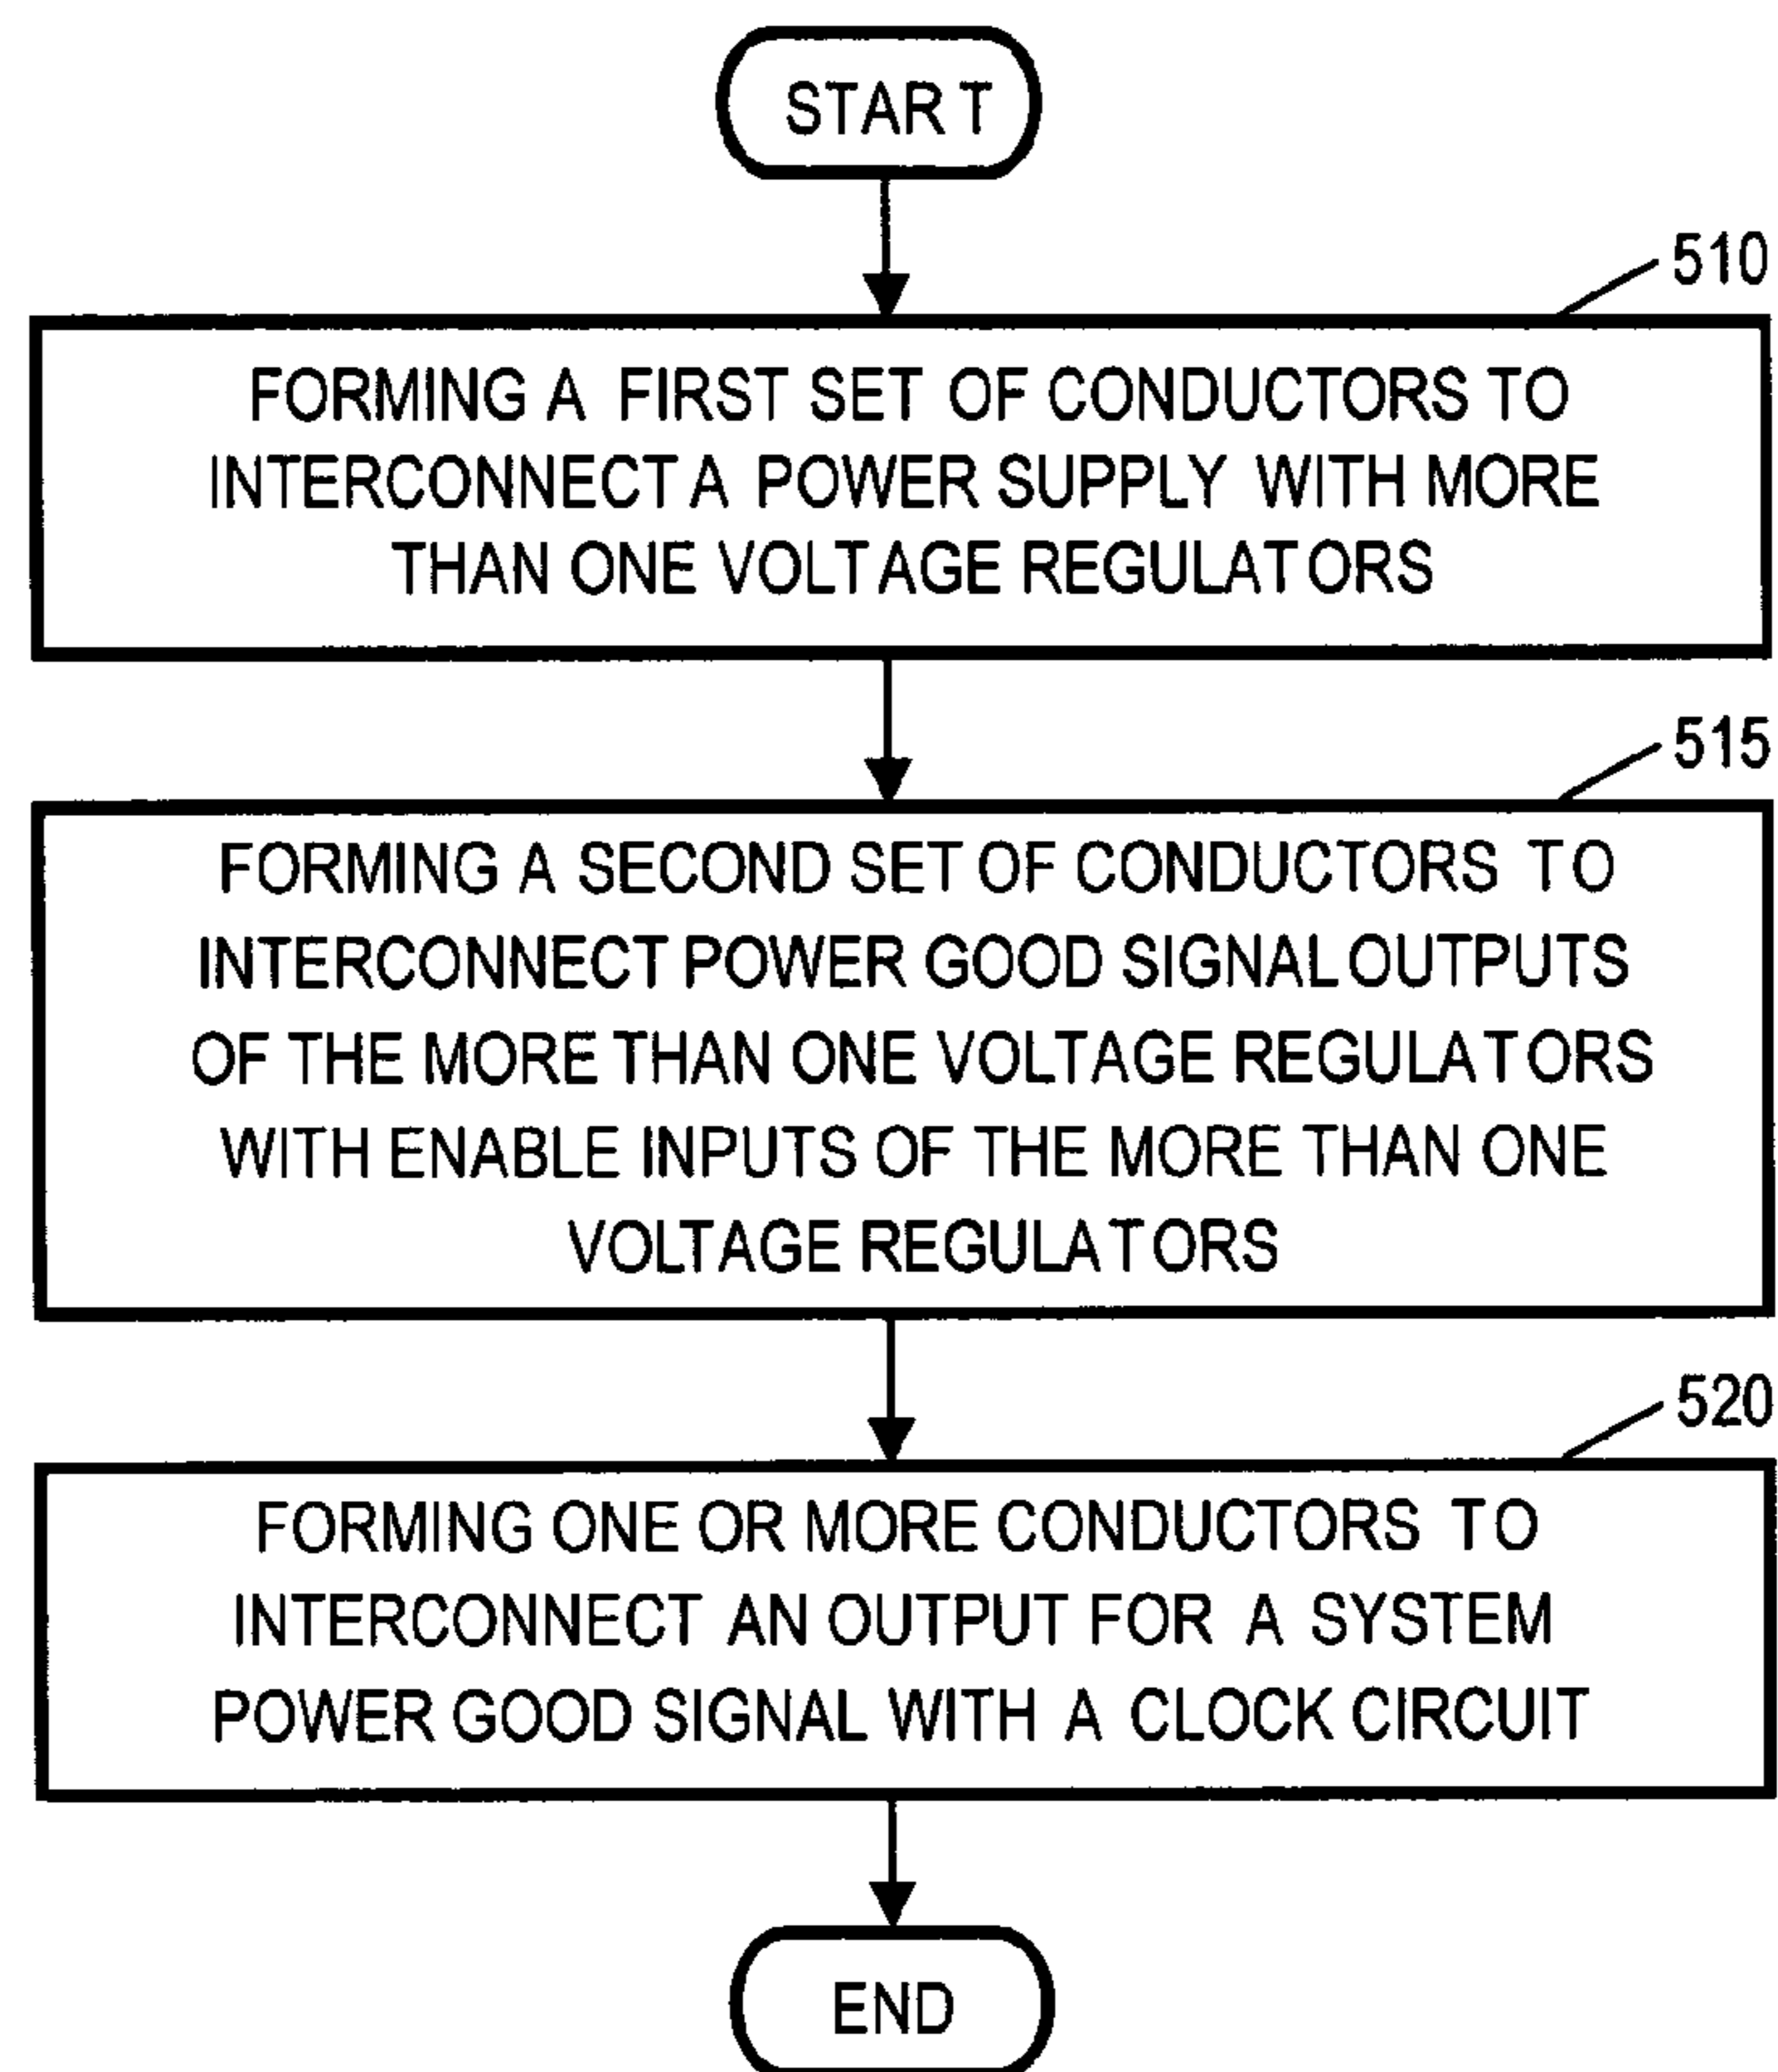 START
510
FORMING A FIRST SET OF CONDUCTORS TO
INTERCONNECT A POWER SUPPLY WITH MORE
THAN ONE VOLTAGE REGULATORS
515
FORMING A SECOND SET OF CONDUCTORS TO
INTERCONNECT POWER GOOD SIGNAL OUTPUTS
OF THE MORE THAN ONE VOLTAGE REGULATORS
WITH ENABLE INPUTS OF THE MORE THAN ONE
VOLTAGE REGULATORS
520
FORMING ONE OR MORE CONDUCTORS TO
INTERCONNECT AN OUTPUT FOR A SYSTEM
POWER GOOD SIGNAL WITH A CLOCK CIRCUIT
END